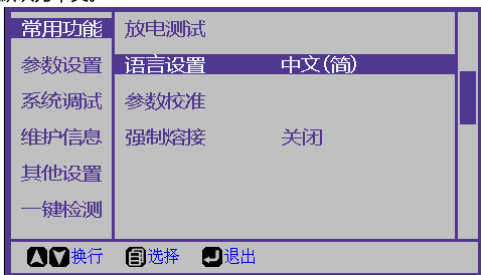 常用功能
参数设置
系统调试
维护信息
其他设置
一键检测
放电测试
语言设置 中文(简)
参数校准
强制熔接 关闭
换行 选择 退出